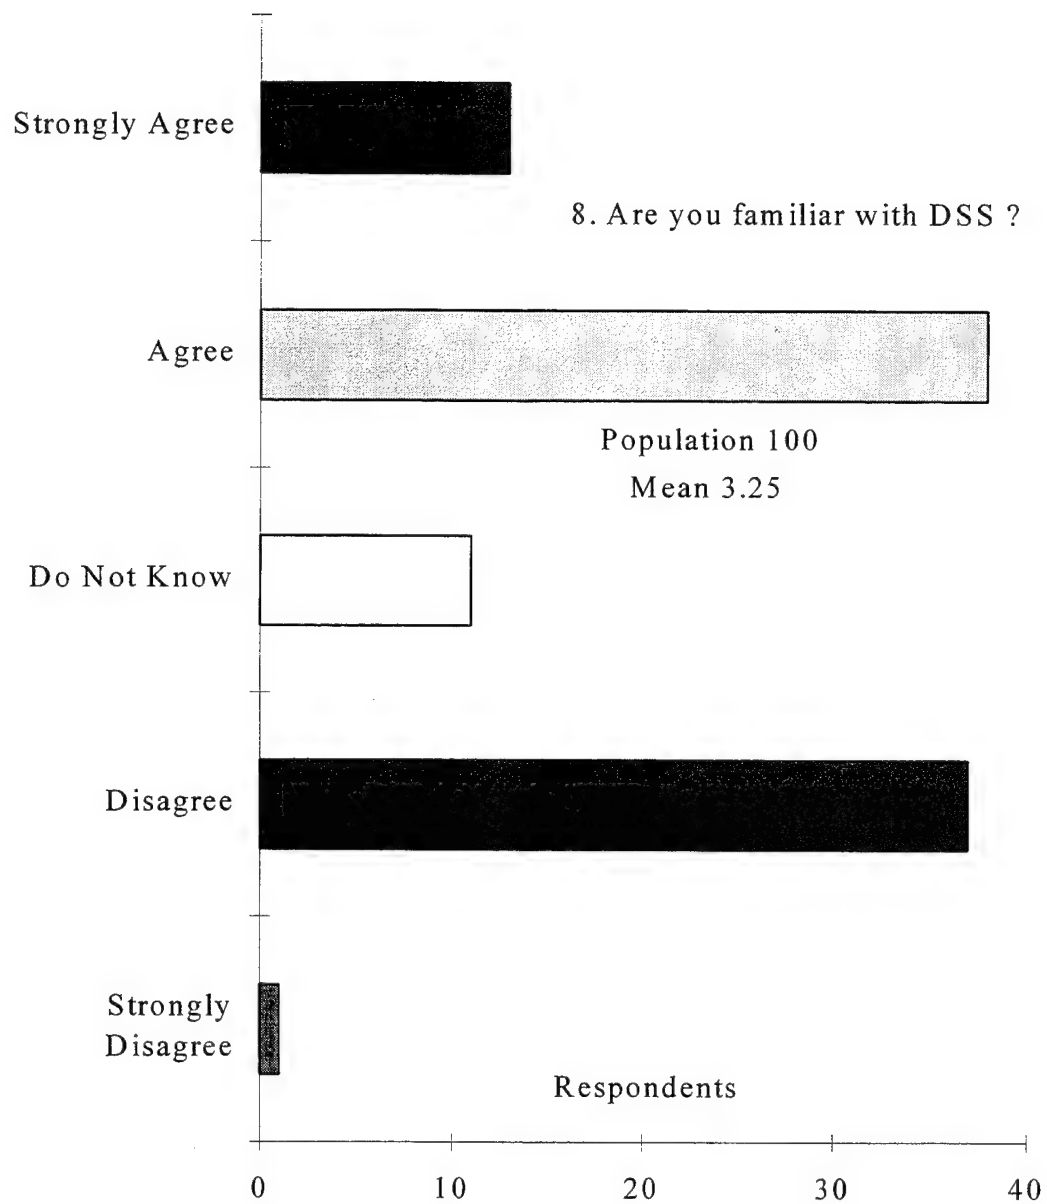 Strongly Agree
8. Are you familiar with DSS ?
Agree
Population 100
Mean 3.25
Do Not Know
Disagree
Strongly
Disagree
Respondents
0 10 20 30 40